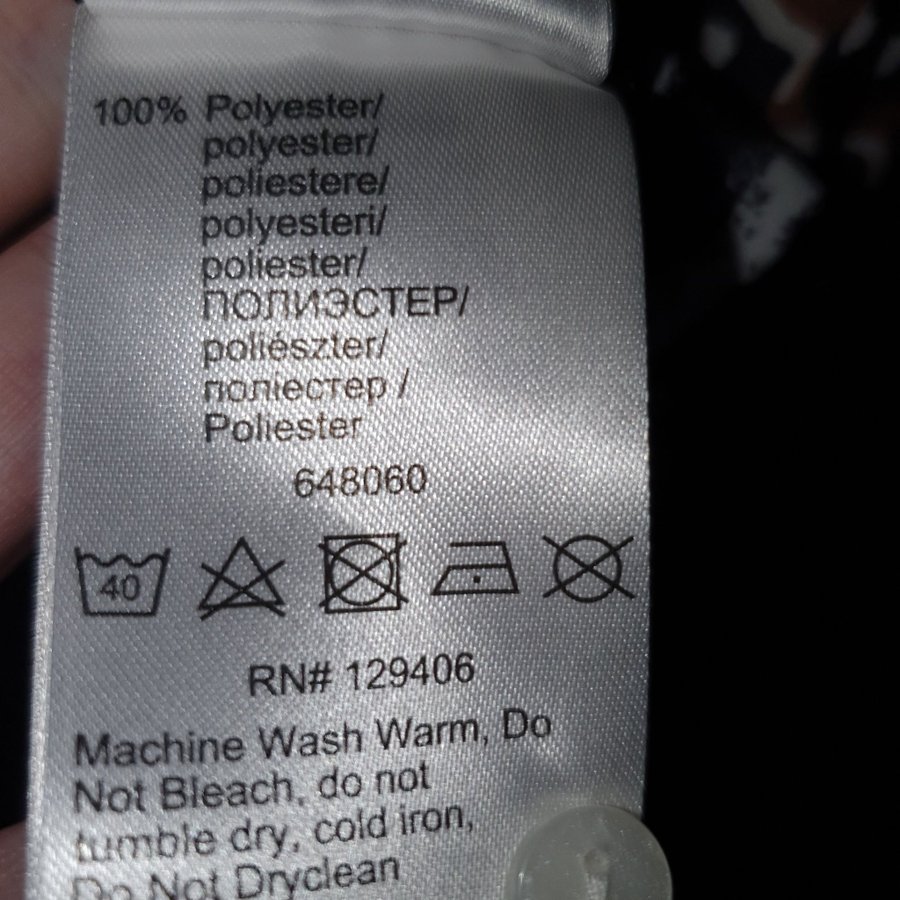 100% Polyester/
polyester/
poliestere/
polyesteri/
poliester/
ПОЛИЭСТЕР/
poliészter/
поліестер /
Poliester
648060
40
RN# 129406
Machine Wash Warm, Do
Not Bleach, do not
tumble dry, cold iron,
Do Not Dryclean